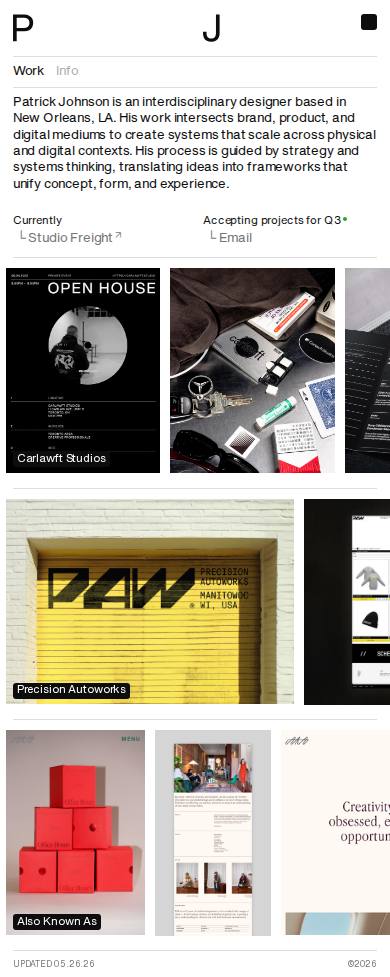 P J
Work Info
Patrick Johnson is an interdisciplinary designer based in
New Orleans, LA. His work intersects brand, product, and
digital mediums to create systems that scale across physical
and digital contexts. His process is guided by strategy and
systems thinking, translating ideas into frameworks that
unify concept, form, and experience.
Currently
Studio Freight
Accepting projects for Q3
Email
OPEN HOUSE
Carlawft Studios
PAW
PRECISION
AUTOWORKS
MANITOWOC
WI, USA
Precision Autoworks
MENU
Also Known As
Creativity
obsessed, e
opportun
UPDATED 05.26.26 ©2026